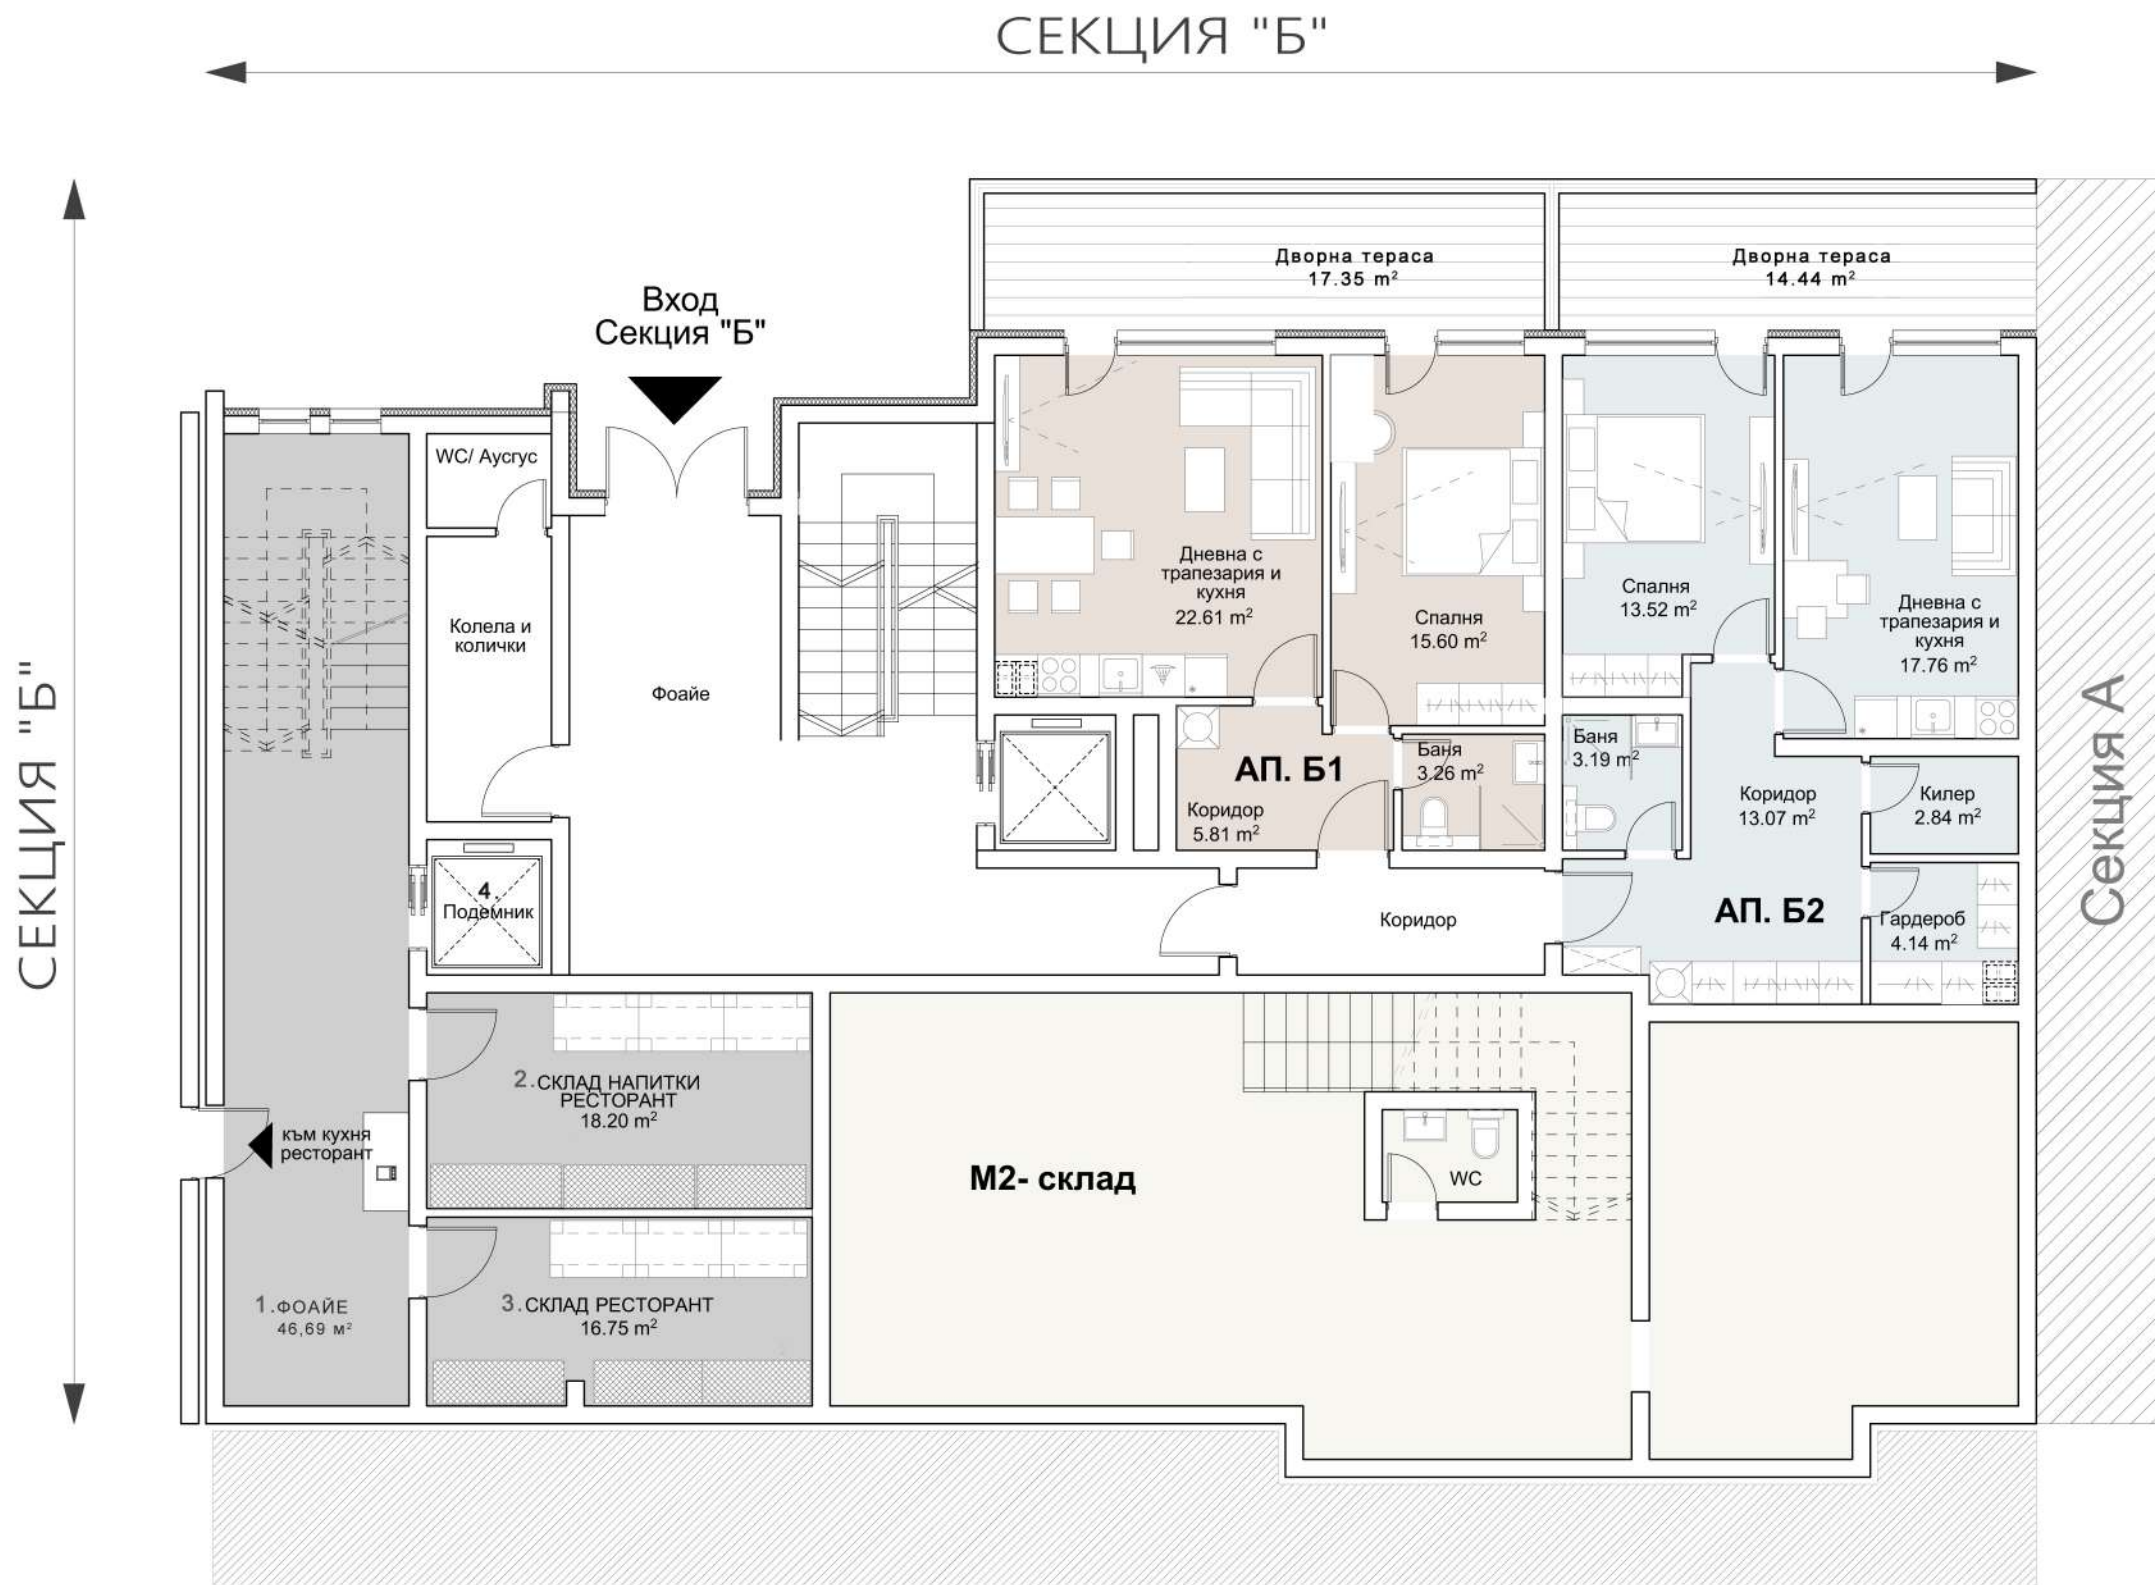 СЕКЦИЯ "Б"
СЕКЦИЯ "Б"
Секция А
Вход
Секция "Б"
Дворна тераса
17.35 m²
Дворна тераса
14.44 m²
WC/ Аусгус
Колела и
колички
Фоайе
4.
Подемник
Дневна с
трапезария и
кухня
22.61 m²
Спалня
15.60 m²
Спалня
13.52 m²
Дневна с
трапезария и
кухня
17.76 m²
АП. Б1
Коридор
5.81 m²
Баня
3.26 m²
Баня
3.19 m²
Коридор
13.07 m²
Килер
2.84 m²
АП. Б2
Гардероб
4.14 m²
Коридор
2.СКЛАД НАПИТКИ
РЕСТОРАНТ
18.20 m²
към кухня
ресторант
М2- склад
WC
1.ФОАЙЕ
46,69 м²
3.СКЛАД РЕСТОРАНТ
16.75 m²